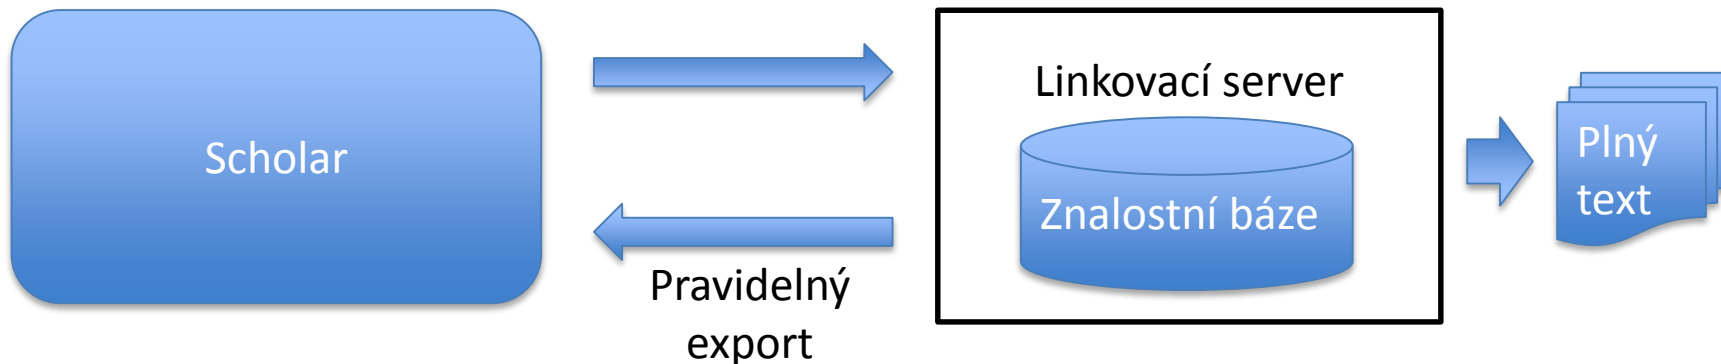 Scholar
Pravidelný
export
Linkovací server
Znalostní báze
Plný
text